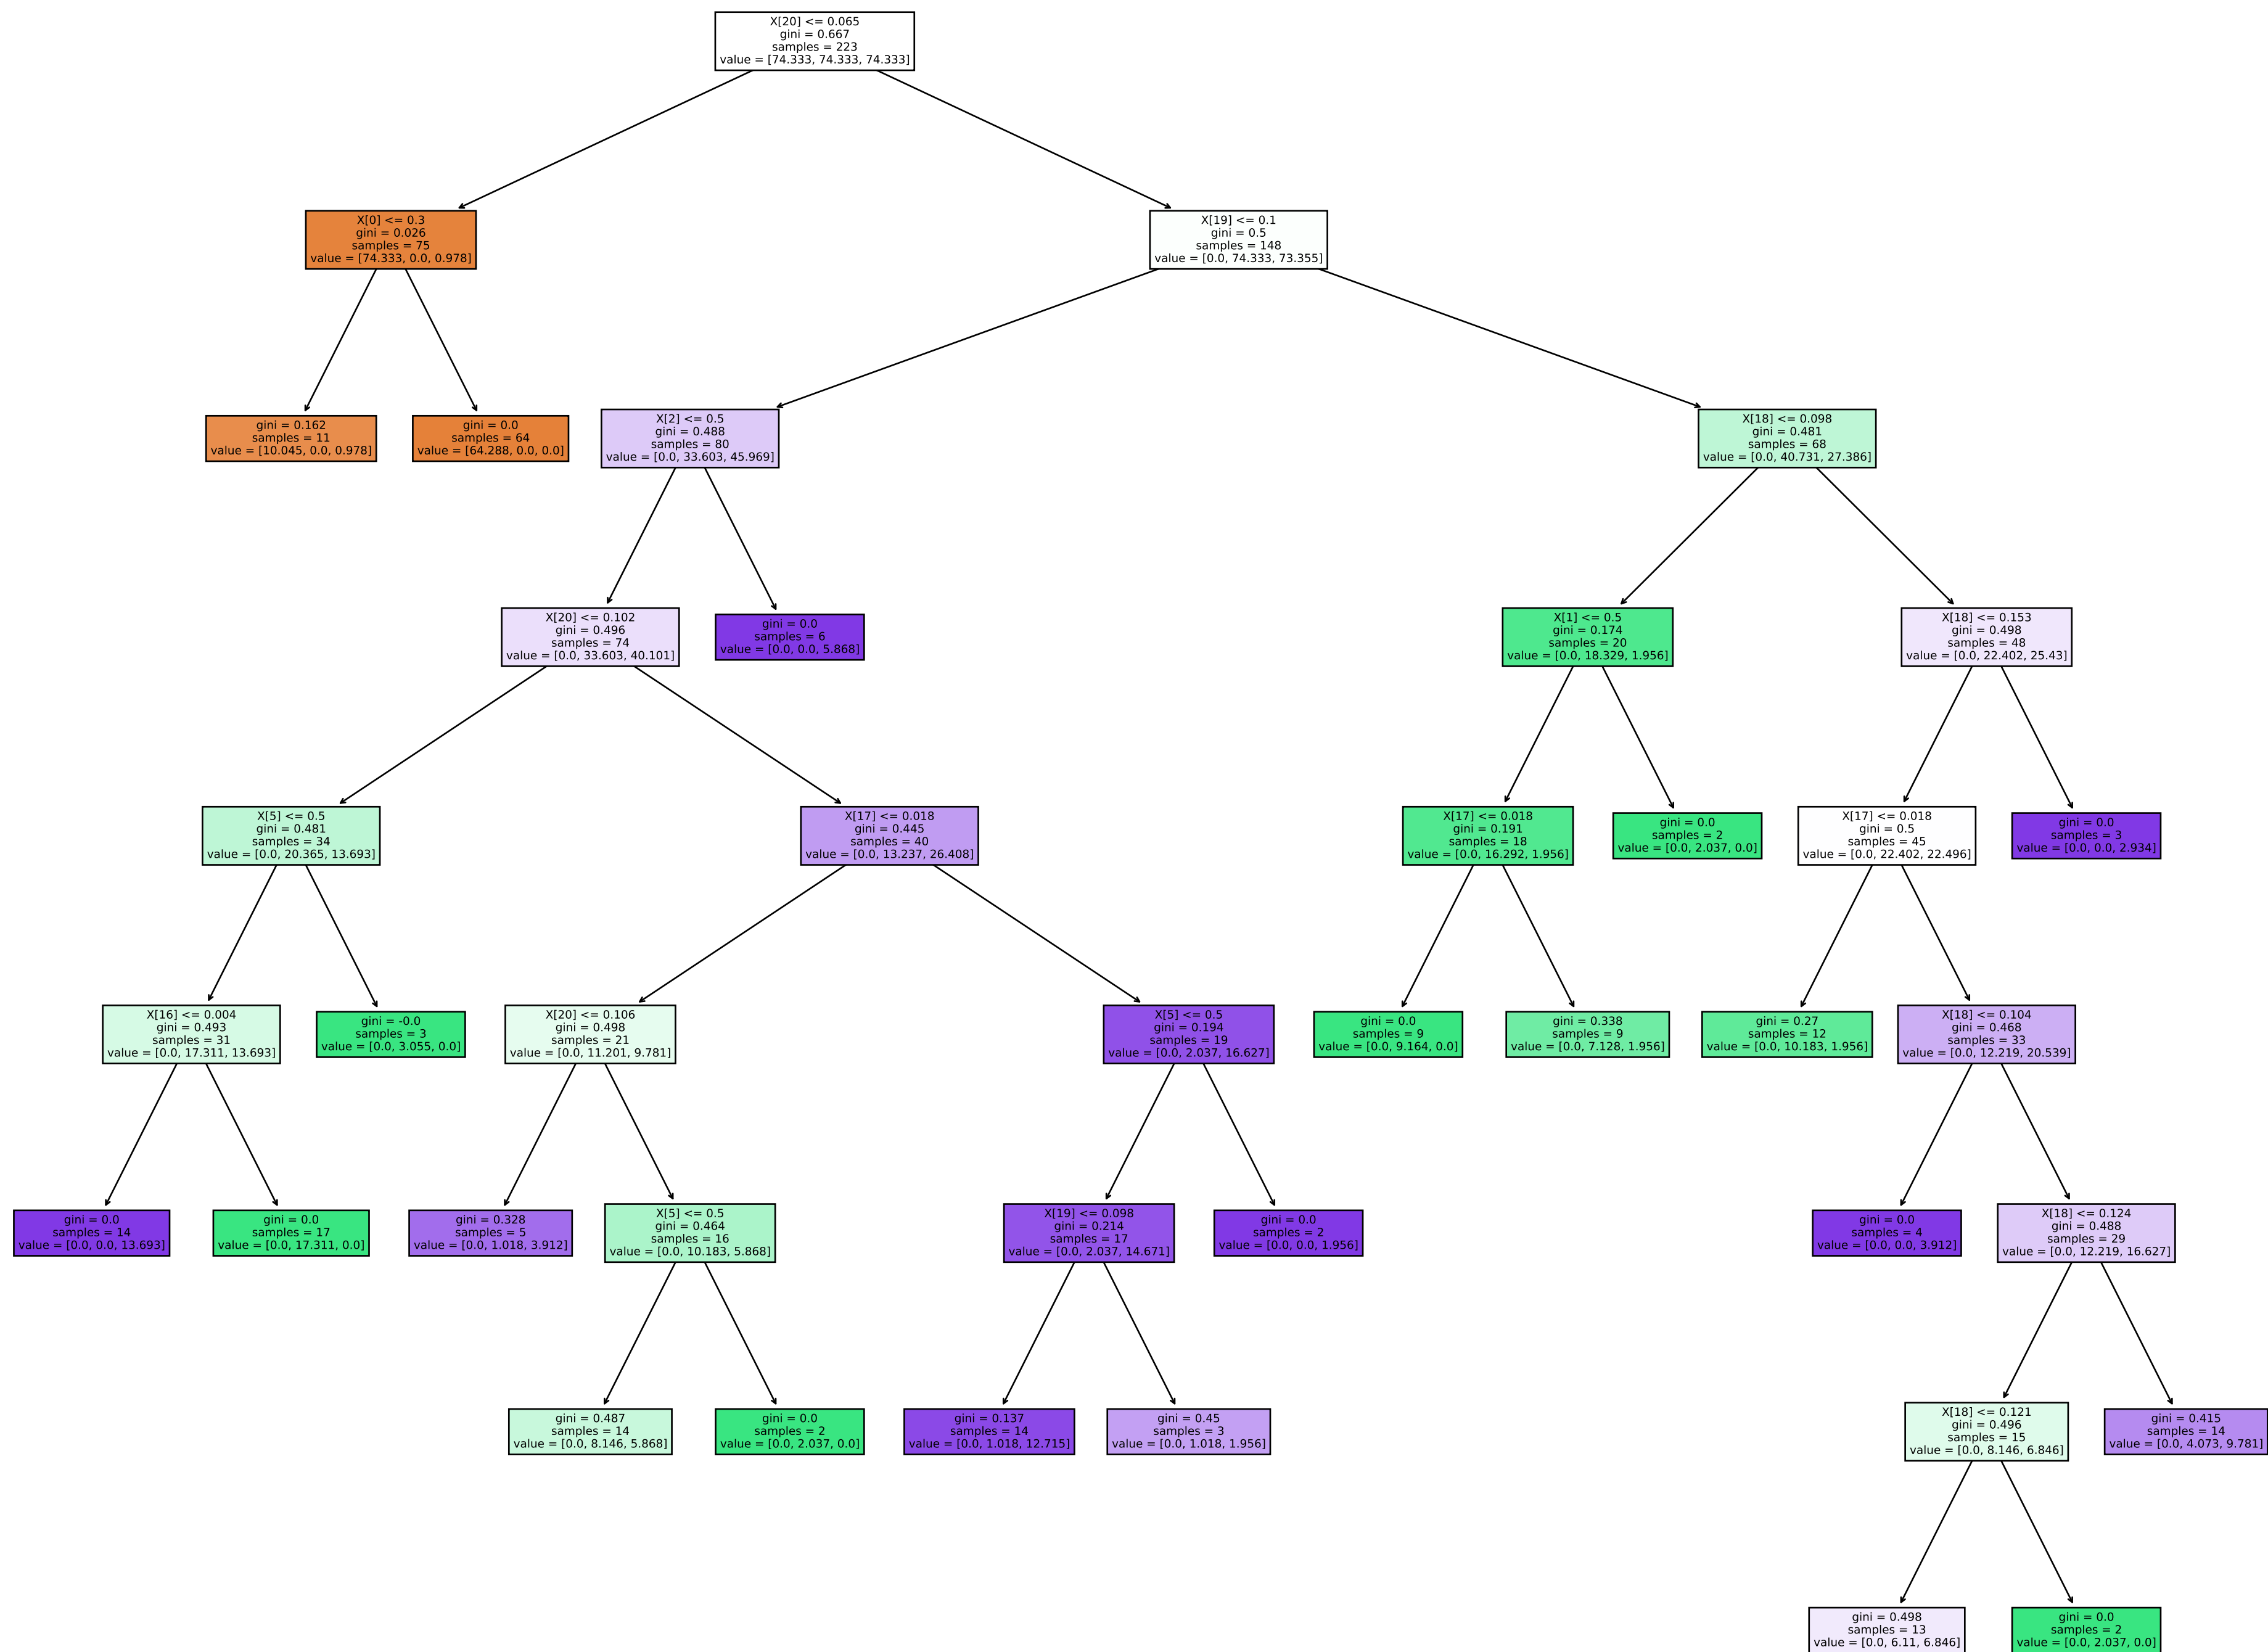 X[20] <= 0.065
gini = 0.667
samples = 223
value = [74.333, 74.333, 74.333]
X[0] <= 0.3
gini = 0.026
samples = 75
value = [74.333, 0.0, 0.978]
X[19] <= 0.1
gini = 0.5
samples = 148
value = [0.0, 74.333, 73.355]
gini = 0.162
samples = 11
value = [10.045, 0.0, 0.978]
gini = 0.0
samples = 64
value = [64.288, 0.0, 0.0]
X[2] <= 0.5
gini = 0.488
samples = 80
value = [0.0, 33.603, 45.969]
X[18] <= 0.098
gini = 0.481
samples = 68
value = [0.0, 40.731, 27.386]
X[20] <= 0.102
gini = 0.496
samples = 74
value = [0.0, 33.603, 40.101]
gini = 0.0
samples = 6
value = [0.0, 0.0, 5.868]
X[1] <= 0.5
gini = 0.174
samples = 20
value = [0.0, 18.329, 1.956]
X[18] <= 0.153
gini = 0.498
samples = 48
value = [0.0, 22.402, 25.43]
X[5] <= 0.5
gini = 0.481
samples = 34
value = [0.0, 20.365, 13.693]
X[17] <= 0.018
gini = 0.445
samples = 40
value = [0.0, 13.237, 26.408]
X[17] <= 0.018
gini = 0.191
samples = 18
value = [0.0, 16.292, 1.956]
gini = 0.0
samples = 2
value = [0.0, 2.037, 0.0]
X[17] <= 0.018
gini = 0.5
samples = 45
value = [0.0, 22.402, 22.496]
gini = 0.0
samples = 3
value = [0.0, 0.0, 2.934]
X[16] <= 0.004
gini = 0.493
samples = 31
value = [0.0, 17.311, 13.693]
gini = -0.0
samples = 3
value = [0.0, 3.055, 0.0]
X[20] <= 0.106
gini = 0.498
samples = 21
value = [0.0, 11.201, 9.781]
X[5] <= 0.5
gini = 0.194
samples = 19
value = [0.0, 2.037, 16.627]
gini = 0.0
samples = 9
value = [0.0, 9.164, 0.0]
gini = 0.338
samples = 9
value = [0.0, 7.128, 1.956]
gini = 0.27
samples = 12
value = [0.0, 10.183, 1.956]
X[18] <= 0.104
gini = 0.468
samples = 33
value = [0.0, 12.219, 20.539]
gini = 0.0
samples = 14
value = [0.0, 0.0, 13.693]
gini = 0.0
samples = 17
value = [0.0, 17.311, 0.0]
gini = 0.328
samples = 5
value = [0.0, 1.018, 3.912]
X[5] <= 0.5
gini = 0.464
samples = 16
value = [0.0, 10.183, 5.868]
X[19] <= 0.098
gini = 0.214
samples = 17
value = [0.0, 2.037, 14.671]
gini = 0.0
samples = 2
value = [0.0, 0.0, 1.956]
gini = 0.0
samples = 4
value = [0.0, 0.0, 3.912]
X[18] <= 0.124
gini = 0.488
samples = 29
value = [0.0, 12.219, 16.627]
gini = 0.487
samples = 14
value = [0.0, 8.146, 5.868]
gini = 0.0
samples = 2
value = [0.0, 2.037, 0.0]
gini = 0.137
samples = 14
value = [0.0, 1.018, 12.715]
gini = 0.45
samples = 3
value = [0.0, 1.018, 1.956]
X[18] <= 0.121
gini = 0.496
samples = 15
value = [0.0, 8.146, 6.846]
gini = 0.415
samples = 14
value = [0.0, 4.073, 9.781]
gini = 0.498
samples = 13
value = [0.0, 6.11, 6.846]
gini = 0.0
samples = 2
value = [0.0, 2.037, 0.0]